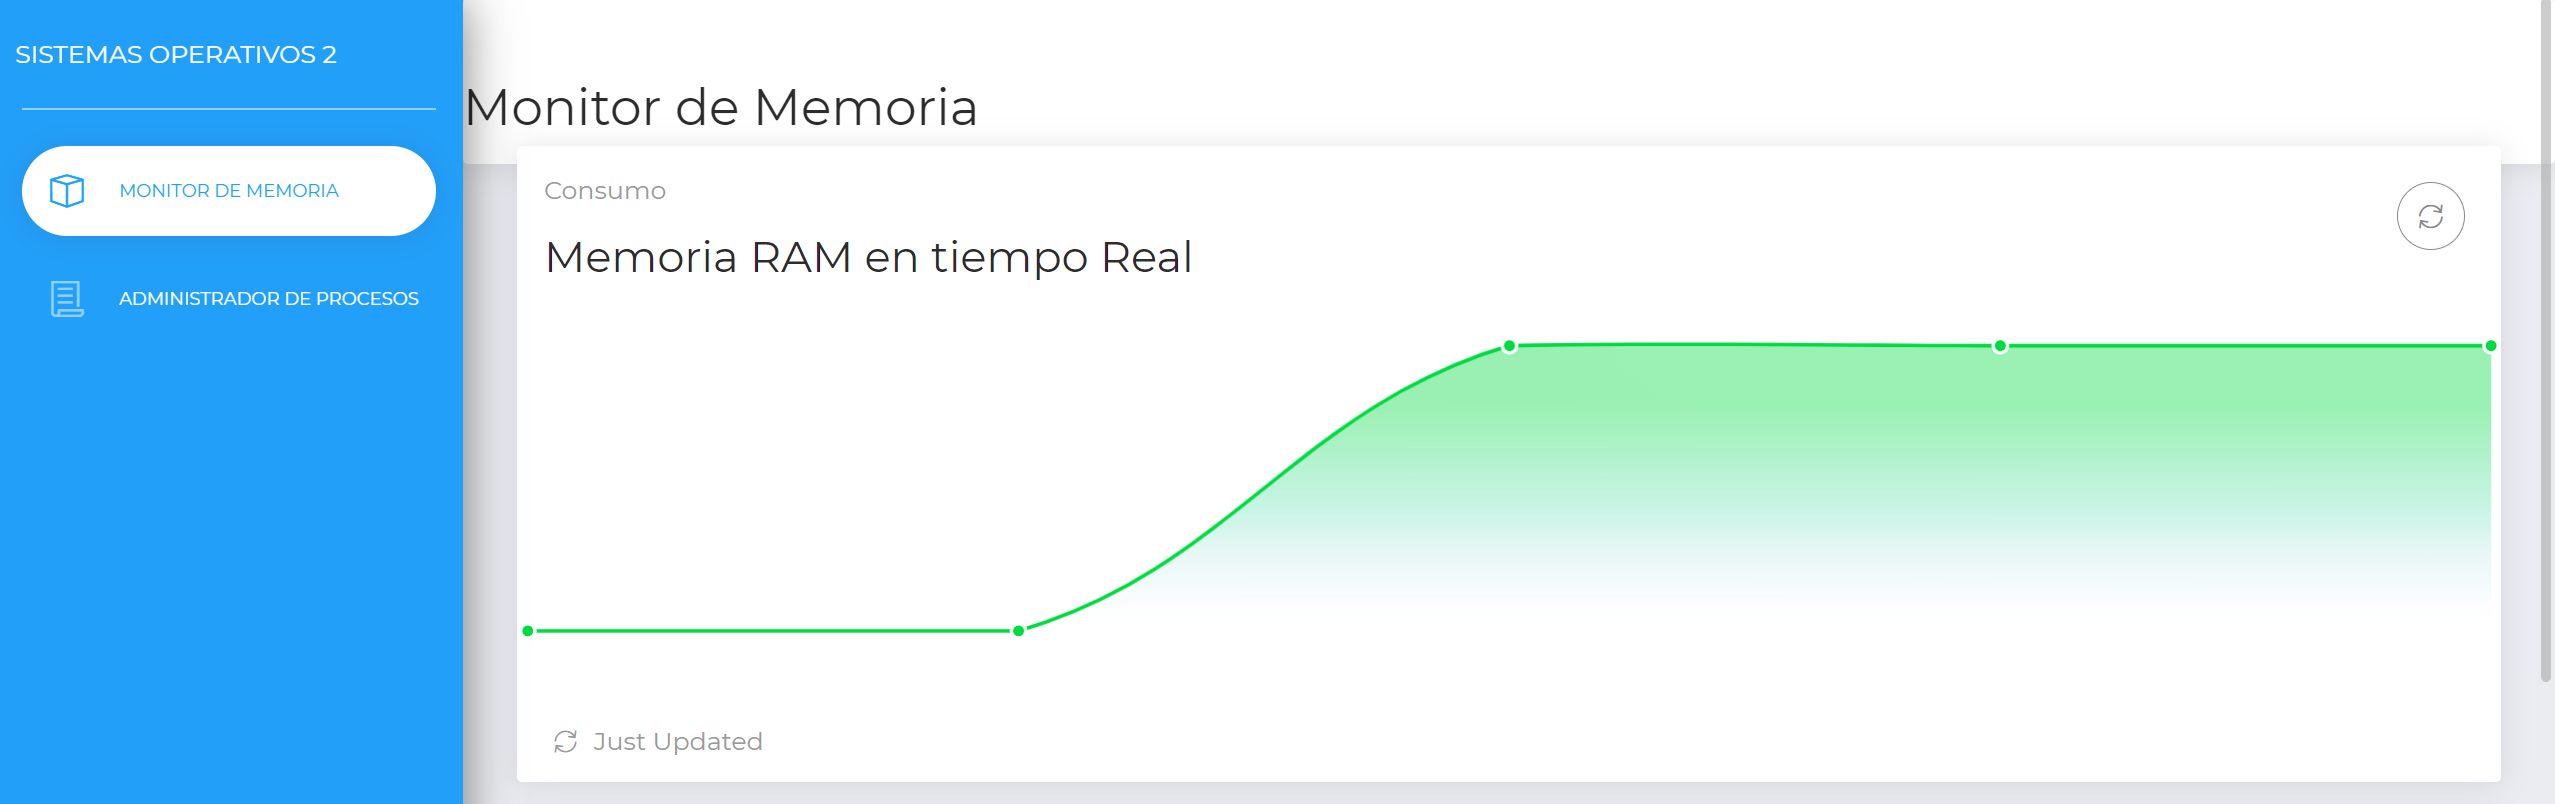 SISTEMAS OPERATIVOS 2
MONITOR DE MEMORIA
ADMINISTRADOR DE PROCESOS
Monitor de Memoria
Consumo
Memoria RAM en tiempo Real
Just Updated